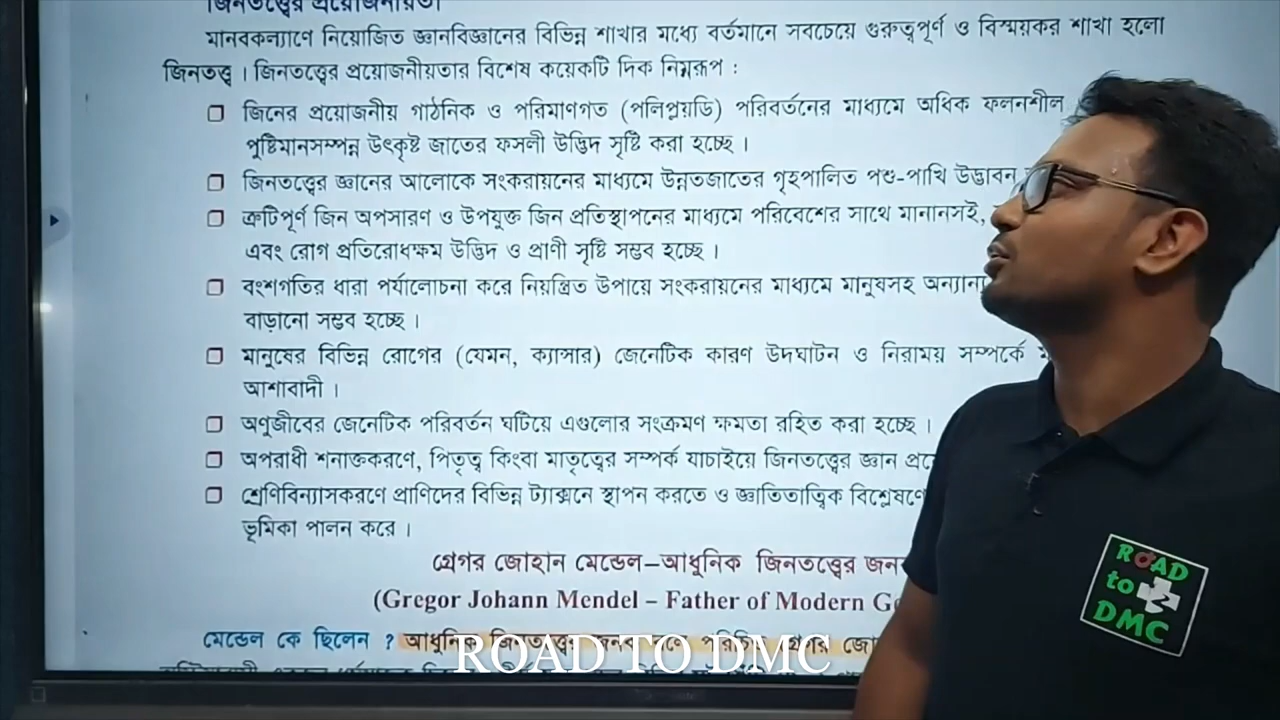 জিনতত্ত্বের প্রয়োজনীয়তা
মানবকল্যাণে নিয়োজিত জ্ঞানবিজ্ঞানের বিভিন্ন শাখার মধ্যে বর্তমানে সবচেয়ে গুরুত্বপূর্ণ ও বিস্ময়কর শাখা হলো
জিনতত্ত্ব । জিনতত্ত্বের প্রয়োজনীয়তার বিশেষ কয়েকটি দিক নিম্নরূপ :
জিনের প্রয়োজনীয় গাঠনিক ও পরিমাণগত (পলিপ্লয়ডি) পরিবর্তনের মাধ্যমে অধিক ফলনশীল
পুষ্টিমানসম্পন্ন উৎকৃষ্ট জাতের ফসলী উদ্ভিদ সৃষ্টি করা হচ্ছে ।
জিনতত্ত্বের জ্ঞানের আলোকে সংকরায়নের মাধ্যমে উন্নতজাতের গৃহপালিত পশু-পাখি উদ্ভাবন
ত্রুটিপূর্ণ জিন অপসারণ ও উপযুক্ত জিন প্রতিস্থাপনের মাধ্যমে পরিবেশের সাথে মানানসই,
এবং রোগ প্রতিরোধক্ষম উদ্ভিদ ও প্রাণী সৃষ্টি সম্ভব হচ্ছে ।
বংশগতির ধারা পর্যালোচনা করে নিয়ন্ত্রিত উপায়ে সংকরায়নের মাধ্যমে মানুষসহ
বাড়ানো সম্ভব হচ্ছে ।
মানুষের বিভিন্ন রোগের (যেমন, ক্যান্সার) জেনেটিক কারণ উদঘাটন ও নিরাময় সম্পর্কে
আশাবাদী ।
অণুজীবের জেনেটিক পরিবর্তন ঘটিয়ে এগুলোর সংক্রমণ ক্ষমতা রহিত করা হচ্ছে ।
অপরাধী শনাক্তকরণে, পিতৃত্ব কিংবা মাতৃত্বের সম্পর্ক যাচাইয়ে জিনতত্ত্বের জ্ঞান
শ্রেণিবিন্যাসকরণে প্রাণিদের বিভিন্ন ট্যাক্সনে স্থাপন করতে ও জ্ঞাতিতাত্ত্বিক
ভূমিকা পালন করে ।
গ্রেগর জোহান মেন্ডেল–আধুনিক জিনতত্ত্বের
(Gregor Johann Mendel – Father of Modern
মেন্ডেল কে ছিলেন ? আধুনিক জিনতত্ত্বের
ROAD TO DMC
ROAD
to
DMC